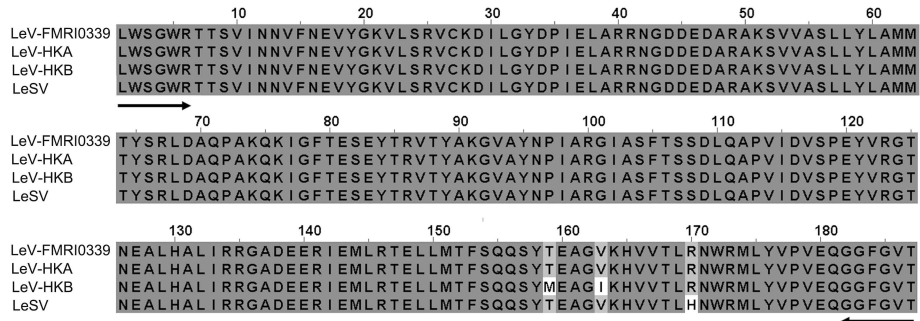 10 20 30 40 50 60
LeV-FMRI0339 LWSGWRTTSVINNVFNEVYGKVLSRVCKDILGYDPIELARRNGDDEDARAKSVVASLLYLAMM
LeV-HKA LWSGWRTTSVINNVFNEVYGKVLSRVCKDILGYDPIELARRNGDDEDARAKSVVASLLYLAMM
LeV-HKB LWSGWRTTSVINNVFNEVYGKVLSRVCKDILGYDPIELARRNGDDEDARAKSVVASLLYLAMM
LeSV LWSGWRTTSVINNVFNEVYGKVLSRVCKDILGYDPIELARRNGDDEDARAKSVVASLLYLAMM
70 80 90 100 110 120
LeV-FMRI0339 TYSRLDAQPAKQKIGFTESEYTRVTYAKGVAYNPIARGIASFTSSDLQAPVIDVSPEYVRGT
LeV-HKA TYSRLDAQPAKQKIGFTESEYTRVTYAKGVAYNPIARGIASFTSSDLQAPVIDVSPEYVRGT
LeV-HKB TYSRLDAQPAKQKIGFTESEYTRVTYAKGVAYNPIARGIASFTSSDLQAPVIDVSPEYVRGT
LeSV TYSRLDAQPAKQKIGFTESEYTRVTYAKGVAYNPIARGIASFTSSDLQAPVIDVSPEYVRGT
130 140 150 160 170 180
LeV-FMRI0339 NEALHALIRRGADEERIEMLRTELLMTFSQQSYTEAGVKHVVTLRNWRMLYVPVEQGGFGVT
LeV-HKA NEALHALIRRGADEERIEMLRTELLMTFSQQSYTEAGVKHVVTLRNWRMLYVPVEQGGFGVT
LeV-HKB NEALHALIRRGADEERIEMLRTELLMTFSQQSYMEAGIKHVVTLRNWRMLYVPVEQGGFGVT
LeSV NEALHALIRRGADEERIEMLRTELLMTFSQQSYTEAGVKHVVTLHNWRMLYVPVEQGGFGVT